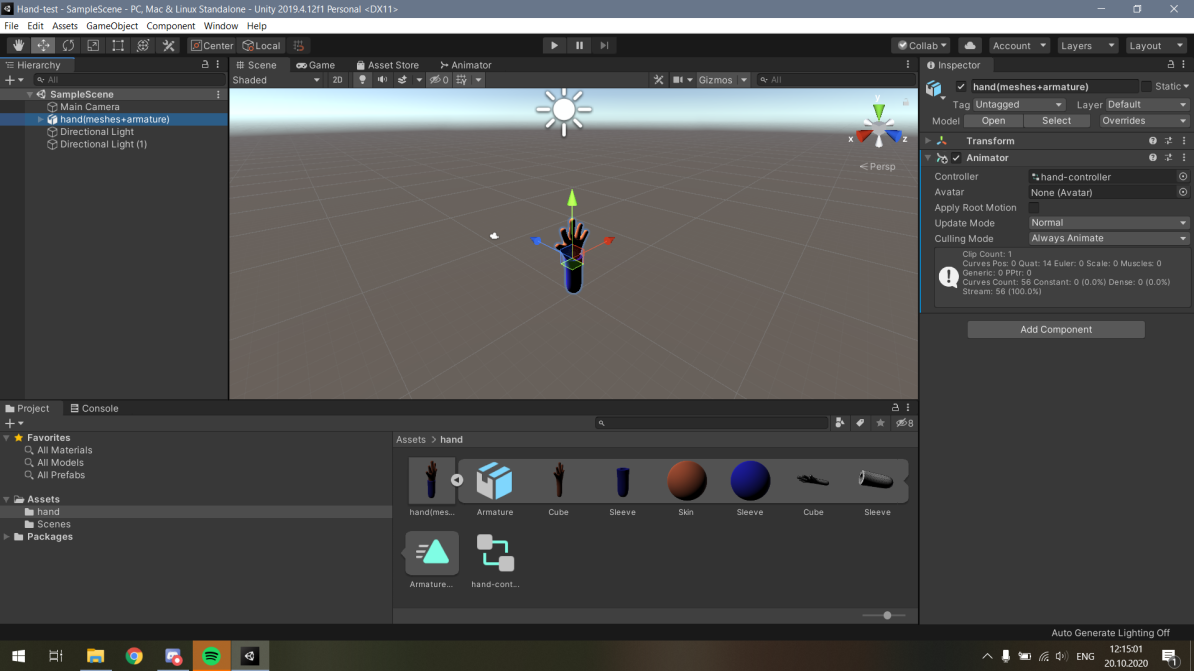 Hand-test - SampleScene - PC, Mac & Linux Standalone - Unity 2019.4.12f1 Personal <DX11>
File Edit Assets GameObject Component Window Help
Center Local Collab Account Layers Layout
Hierarchy
All
SampleScene
Main Camera
hand(meshes+armature)
Directional Light
Directional Light (1)
Scene Game Asset Store Animator
Shaded 2D 0 Gizmos All
y
x z
Persp
Inspector
hand(meshes+armature) Static
Tag Untagged Layer Default
Model Open Select Overrides
Transform
Animator
Controller hand-controller
Avatar None (Avatar)
Apply Root Motion
Update Mode Normal
Culling Mode Always Animate
Clip Count: 1
Curves Pos: 0 Quat: 14 Euler: 0 Scale: 0 Muscles: 0
Generic: 0 PPtr: 0
Curves Count: 56 Constant: 0 (0.0%) Dense: 0 (0.0%)
Stream: 56 (100.0%)
Add Component
Project Console
8
Favorites
All Materials
All Models
All Prefabs
Assets
hand
Scenes
Packages
Assets > hand
hand(mes... Armature Cube Sleeve Skin Sleeve Cube Sleeve
Armature... hand-cont...
Auto Generate Lighting Off
ENG
12:15:01
20.10.2020
1